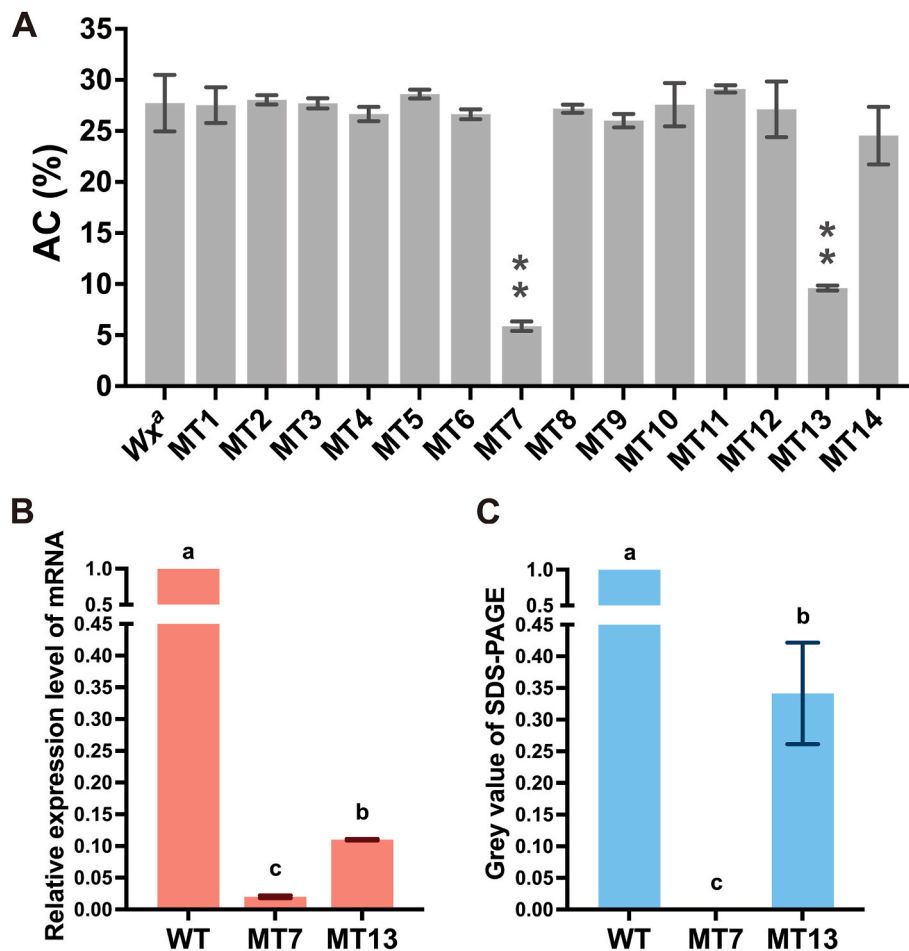 A
AC (%)
35
30
25
20
15
10
5
0
* *
* *
Wxᵃ MT1 MT2 MT3 MT4 MT5 MT6 MT7 MT8 MT9 MT10 MT11 MT12 MT13 MT14
B
Relative expression level of mRNA
1.0
0.5
0.45
0.40
0.35
0.30
0.25
0.20
0.15
0.10
0.05
0.00
a
c
b
WT MT7 MT13
C
Grey value of SDS-PAGE
1.0
0.5
0.45
0.40
0.35
0.30
0.25
0.20
0.15
0.10
0.05
0.00
a
c
b
WT MT7 MT13